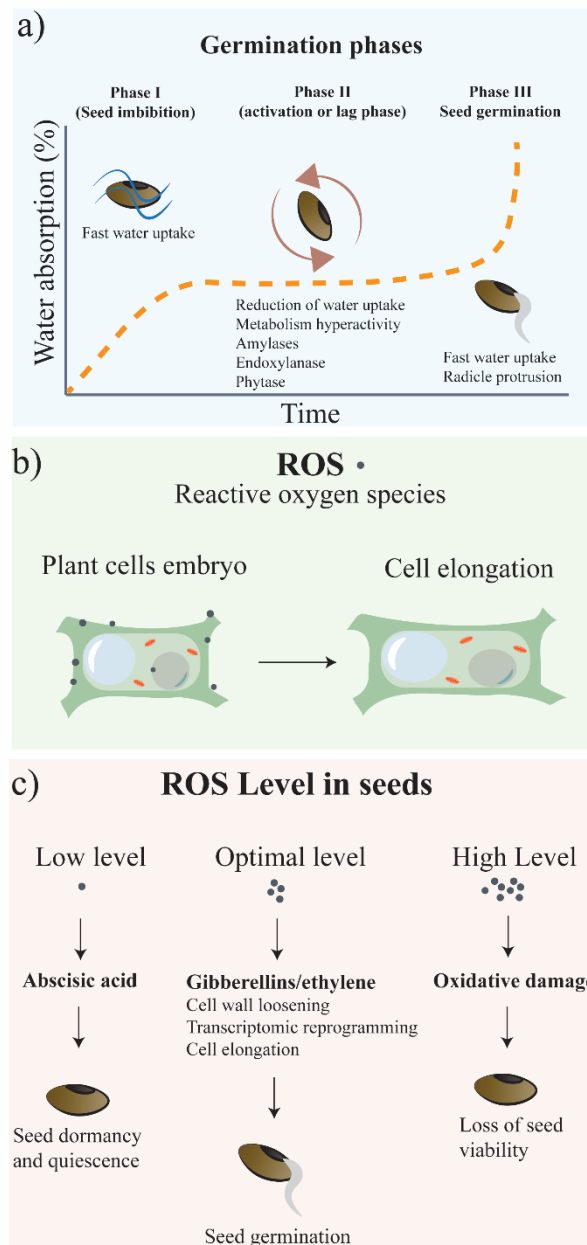 a)
Germination phases
Phase I
(Seed imbibition)
Phase II
(activation or lag phase)
Phase III
Seed germination
Water absorption (%)
Fast water uptake
Reduction of water uptake
Metabolism hyperactivity
Amylases
Endoxylanase
Phytase
Fast water uptake
Radicle protrusion
Time
b)
ROS
Reactive oxygen species
Plant cells embryo
Cell elongation
c)
ROS Level in seeds
Low level
Optimal level
High Level
Abscisic acid
Gibberellins/ethylene
Cell wall loosening
Transcriptomic reprogramming
Cell elongation
Oxidative damage
Seed dormancy
and quiescence
Seed germination
Loss of seed
viability